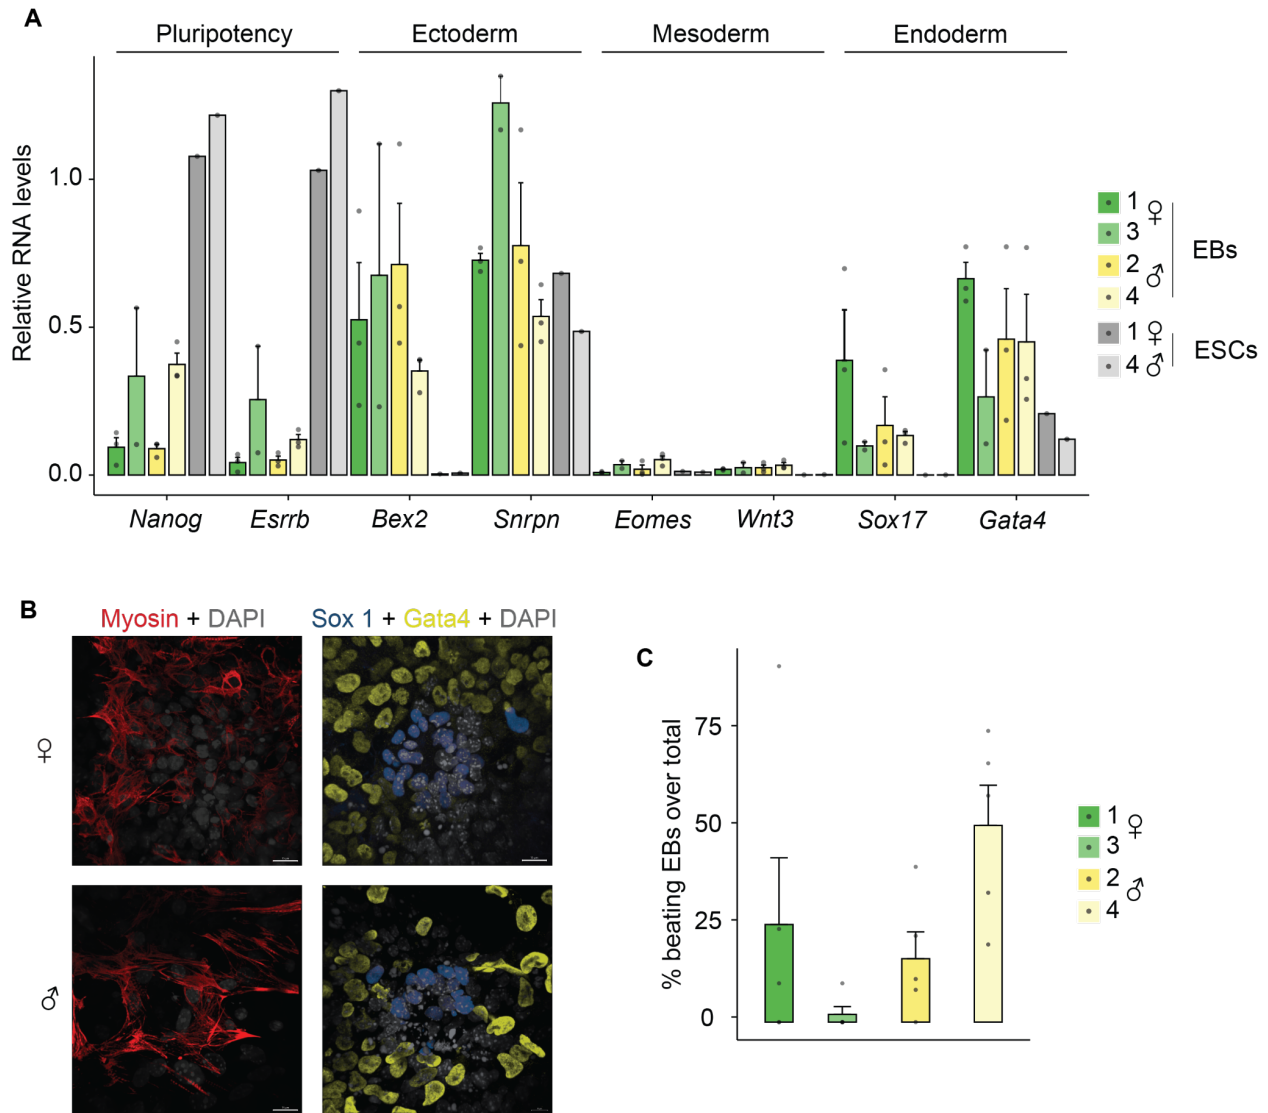 A
Pluripotency Ectoderm Mesoderm Endoderm
Relative RNA levels
1.0
0.5
0.0
Nanog Esrrb Bex2 Snrpn Eomes Wnt3 Sox17 Gata4
1 ♀
3
2 ♂
4
EBs
1 ♀
4 ♂
ESCs
B
Myosin + DAPI Sox 1 + Gata4 + DAPI
♀
♂
C
% beating EBs over total
75
50
25
0
1 ♀
3
2 ♂
4